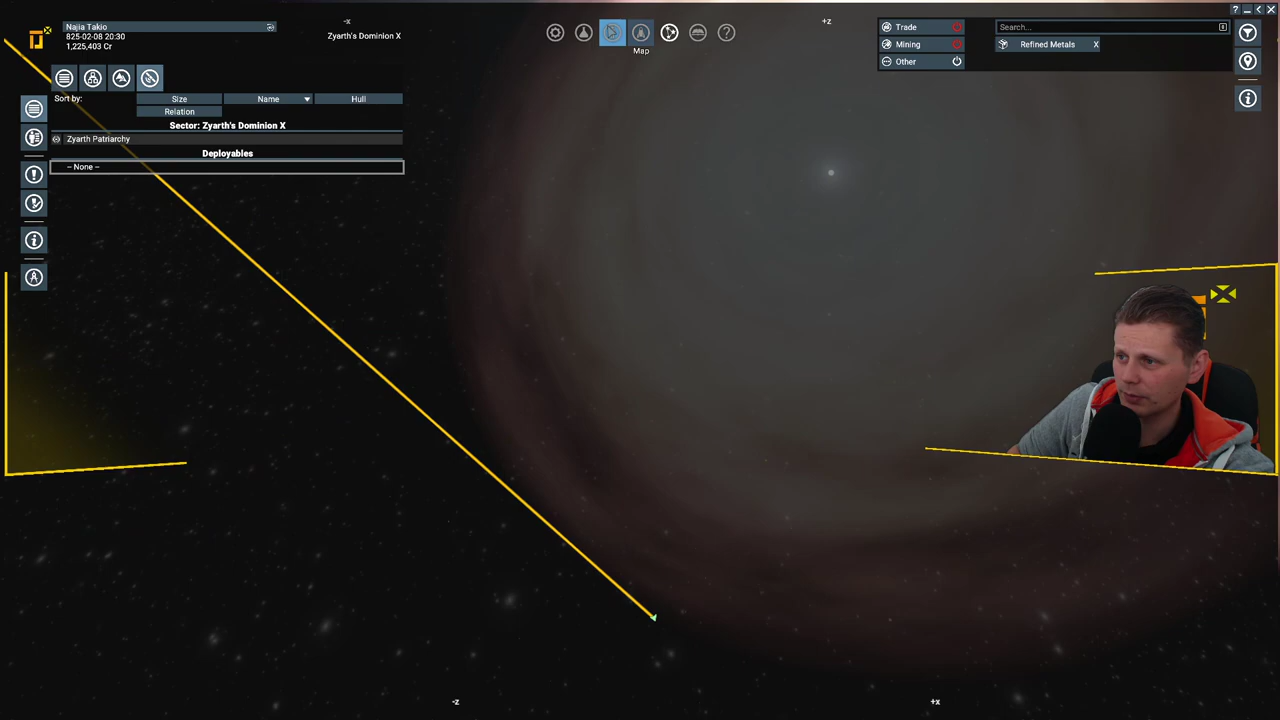 Najia Takio
825-02-08 20:30
1,225,403 Cr
-x
Zyarth's Dominion X
Map
+z
Trade
Mining
Other
Search...
Refined Metals X
Sort by:
Size
Name
Hull
Relation
Sector: Zyarth's Dominion X
Zyarth Patriarchy
Deployables
-- None --
-z
+x